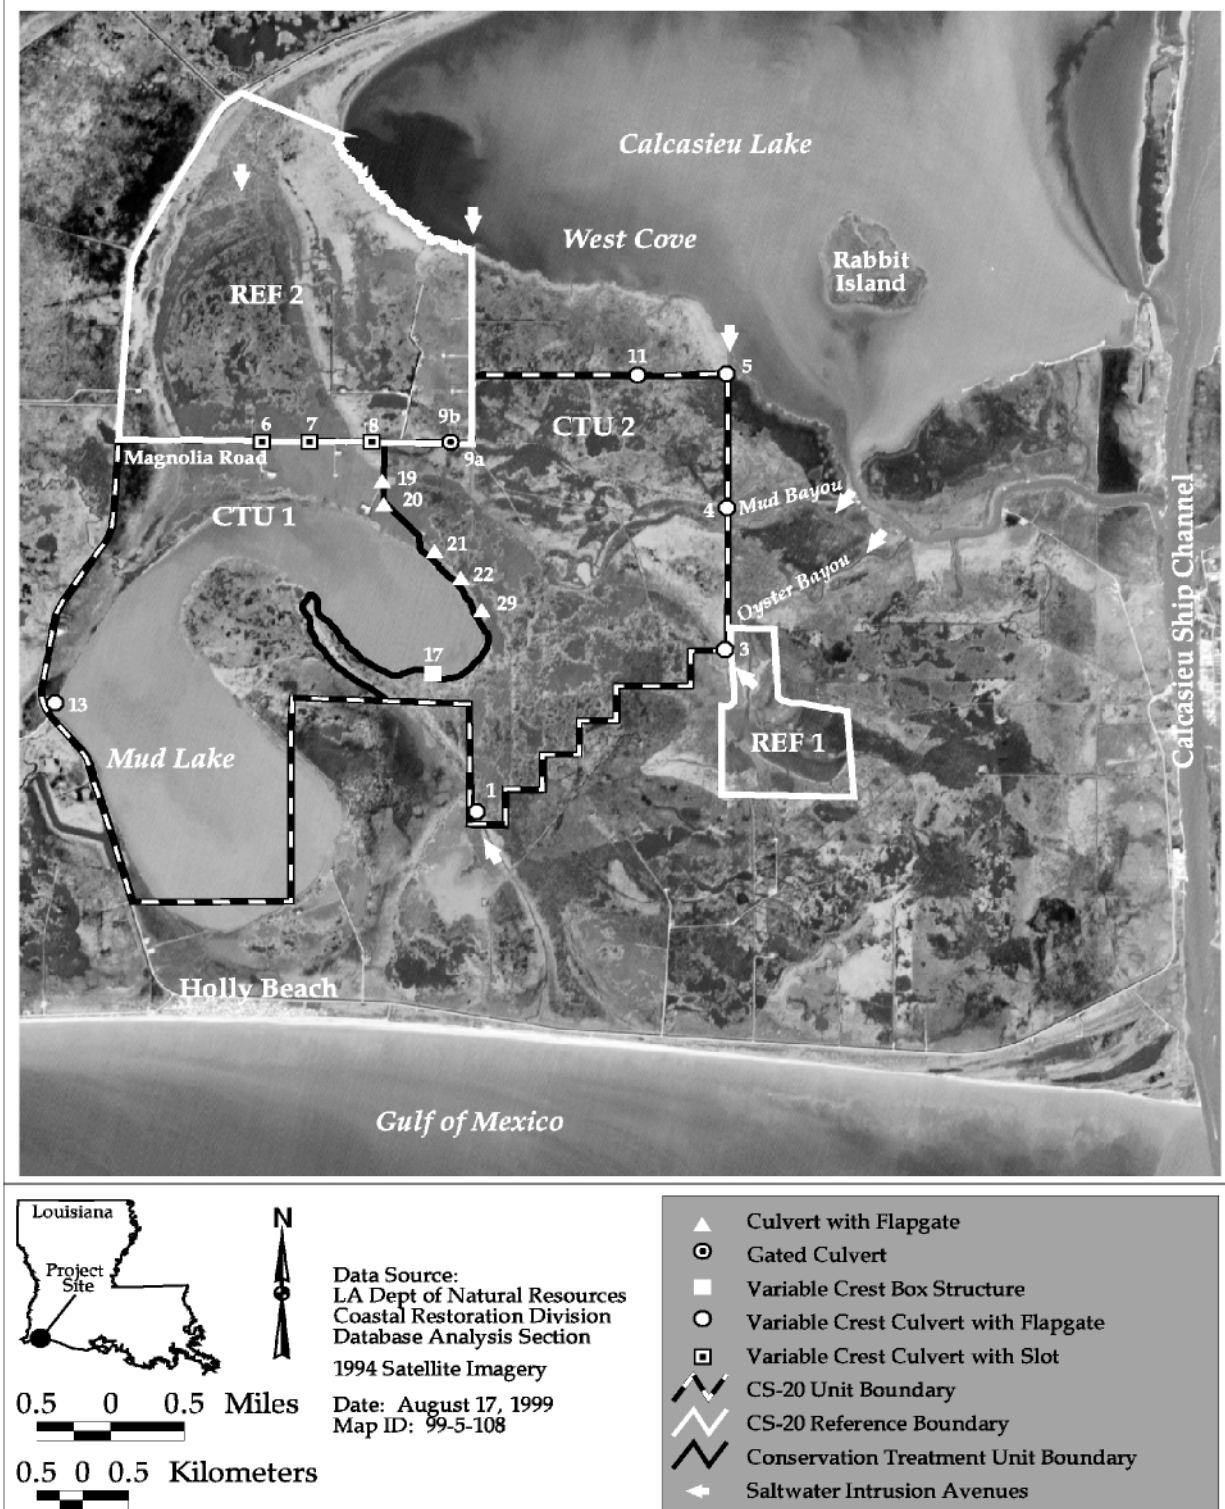 Calcasieu Lake
West Cove
Rabbit
Island
REF 2
11
5
9b
6
7
8
CTU 2
Magnolia Road
9a
19
20
4
Mud Bayou
CTU 1
21
22
29
Oyster Bayou
17
3
13
Mud Lake
REF 1
1
Calcasieu Ship Channel
Holly Beach
Gulf of Mexico
Louisiana
Project
Site
N
Data Source:
LA Dept of Natural Resources
Coastal Restoration Division
Database Analysis Section
1994 Satellite Imagery
Date: August 17, 1999
Map ID: 99-5-108
0.5 0 0.5 Miles
0.5 0 0.5 Kilometers
Culvert with Flapgate
Gated Culvert
Variable Crest Box Structure
Variable Crest Culvert with Flapgate
Variable Crest Culvert with Slot
CS-20 Unit Boundary
CS-20 Reference Boundary
Conservation Treatment Unit Boundary
Saltwater Intrusion Avenues